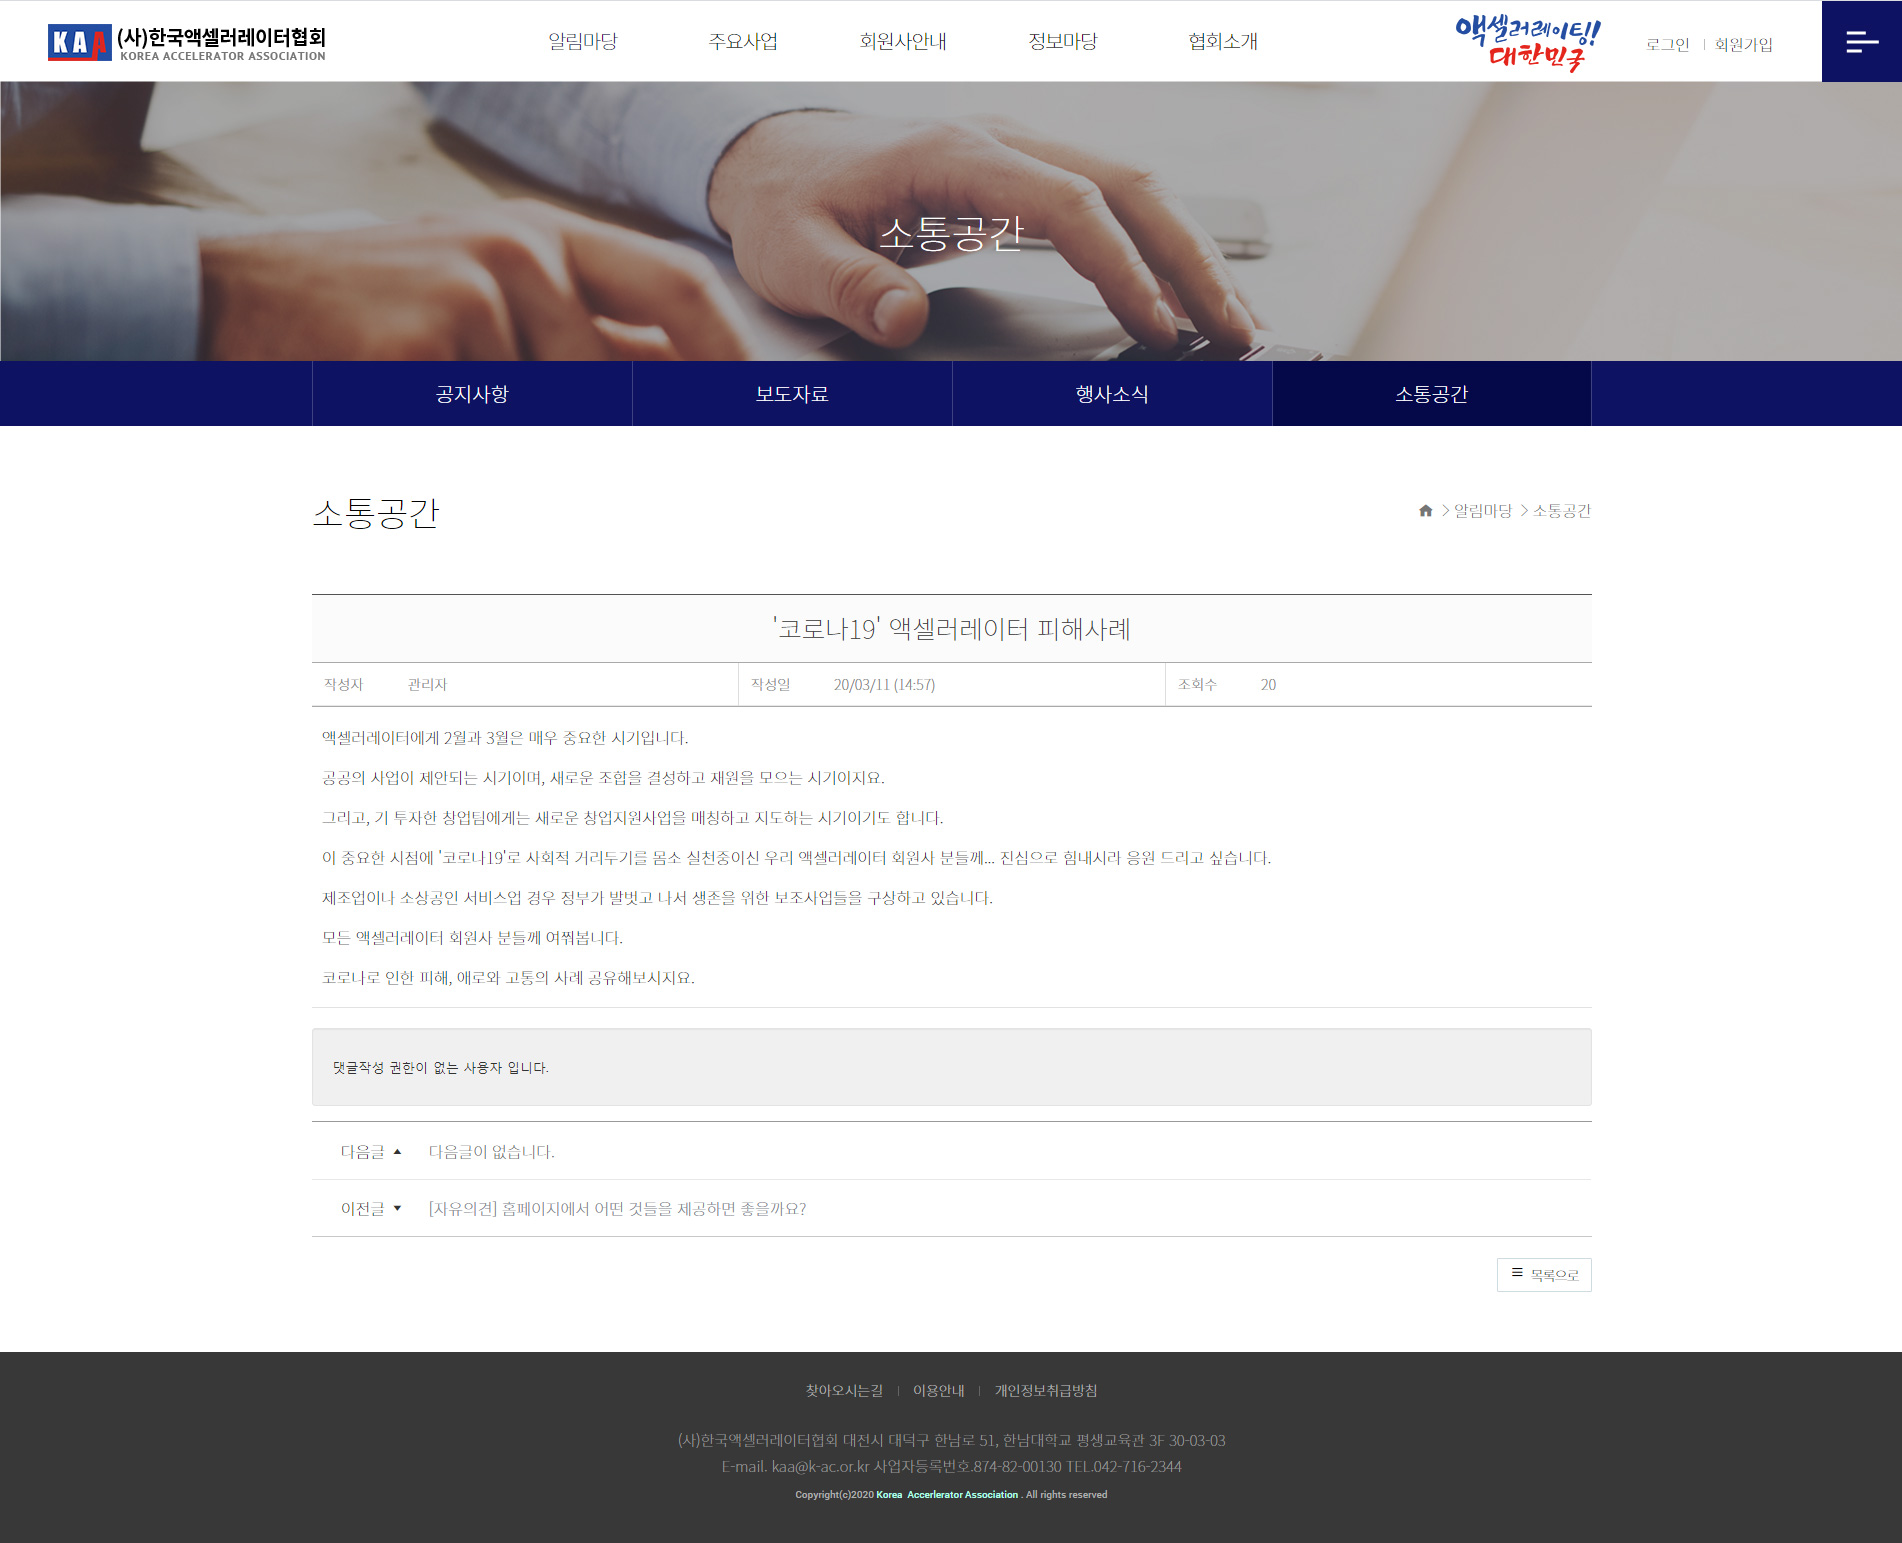 KAA (사)한국액셀러레이터협회
KOREA ACCELERATOR ASSOCIATION
알림마당 주요사업 회원사안내 정보마당 협회소개
액셀러레이팅!
대한민국
로그인 회원가입
소통공간
공지사항 보도자료 행사소식 소통공간
소통공간
> 알림마당 > 소통공간
'코로나19' 액셀러레이터 피해사례
작성자 관리자 작성일 20/03/11 (14:57) 조회수 20
액셀러레이터에게 2월과 3월은 매우 중요한 시기입니다.
공공의 사업이 제안되는 시기이며, 새로운 조합을 결성하고 재원을 모으는 시기이지요.
그리고, 기 투자한 창업팀에게는 새로운 창업지원사업을 매칭하고 지도하는 시기이기도 합니다.
이 중요한 시점에 '코로나19'로 사회적 거리두기를 몸소 실천중이신 우리 액셀러레이터 회원사 분들께... 진심으로 힘내시라 응원 드리고 싶습니다.
제조업이나 소상공인 서비스업 경우 정부가 발벗고 나서 생존을 위한 보조사업들을 구상하고 있습니다.
모든 액셀러레이터 회원사 분들께 여쭤봅니다.
코로나로 인한 피해, 애로와 고통의 사례 공유해보시지요.
댓글작성 권한이 없는 사용자 입니다.
다음글 ▲ 다음글이 없습니다.
이전글 ▼ [자유의견] 홈페이지에서 어떤 것들을 제공하면 좋을까요?
목록으로
찾아오시는길 이용안내 개인정보취급방침
(사)한국액셀러레이터협회 대전시 대덕구 한남로 51, 한남대학교 평생교육관 3F 30-03-03
E-mail. kaa@k-ac.or.kr 사업자등록번호.874-82-00130 TEL.042-716-2344
Copyright(c)2020 Korea Accerlerator Association . All rights reserved